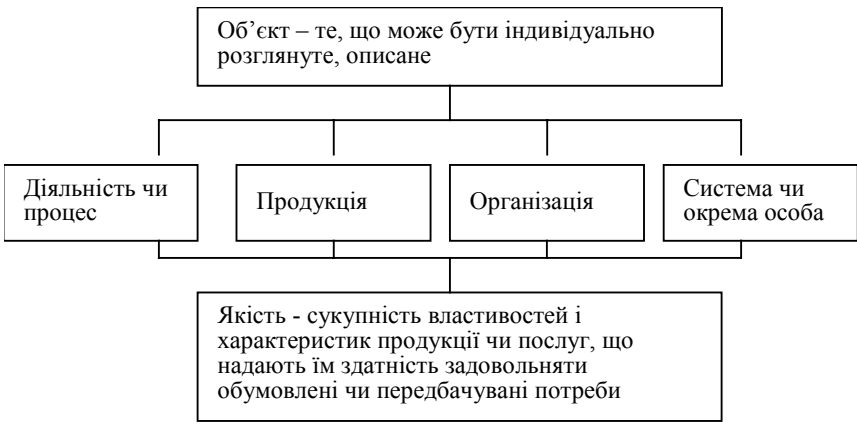 Об’єкт – те, що може бути індивідуально
розглянуте, описане
Діяльність чи
процес
Продукція
Організація
Система чи
окрема особа
Якість - сукупність властивостей і
характеристик продукції чи послуг, що
надають їм здатність задовольняти
обумовлені чи передбачувані потреби